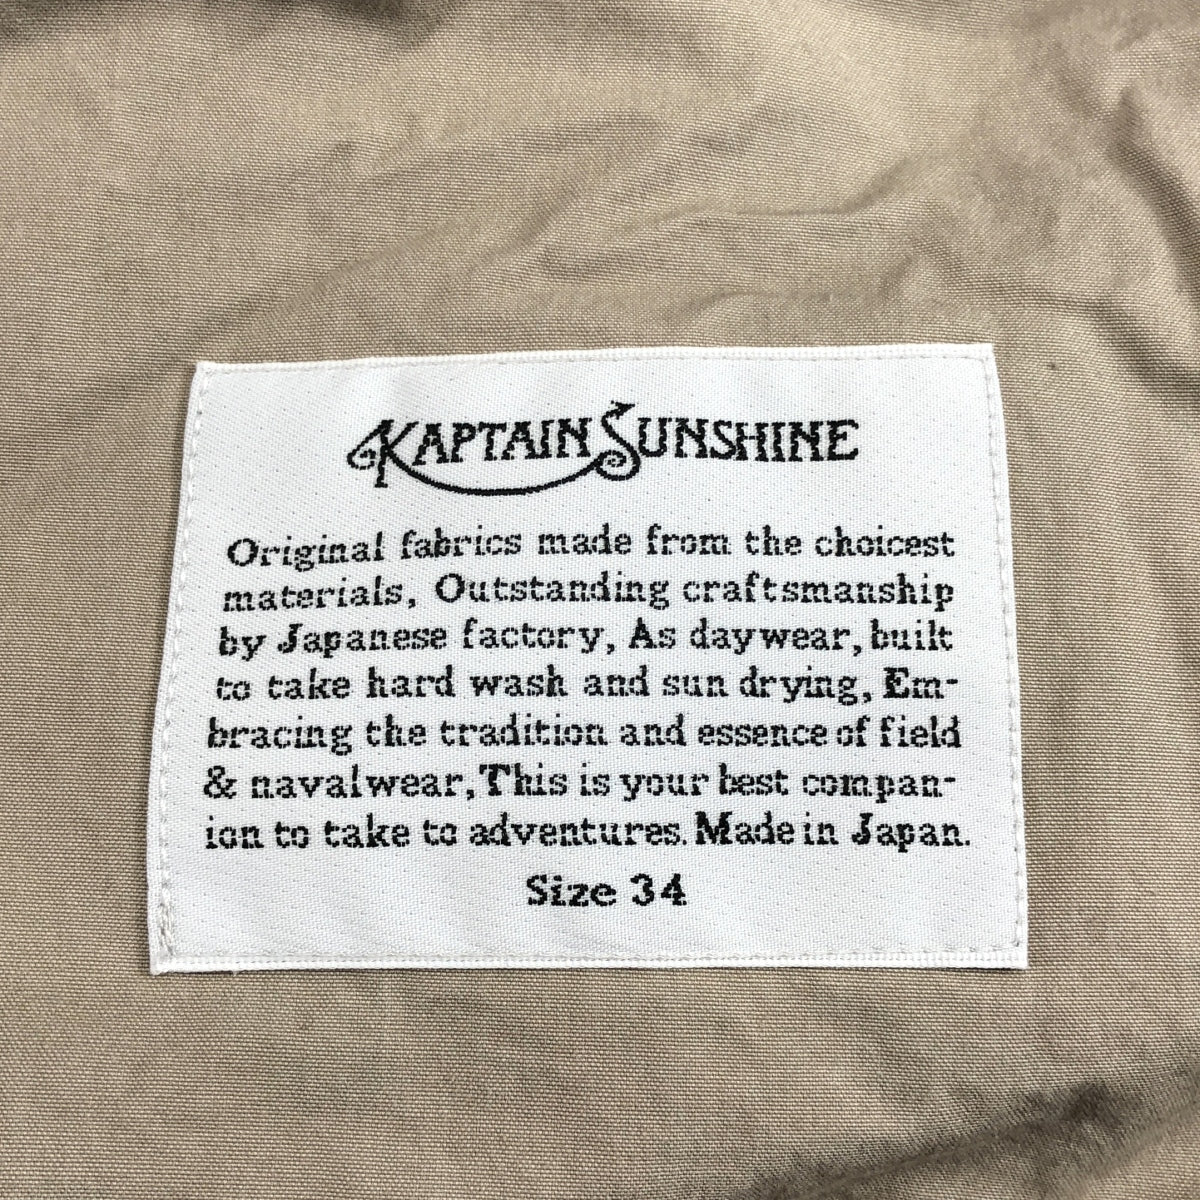 KAPTAIN SUNSHINE
Original fabrics made from the choicest
materials, Outstanding craftsmanship
by Japanese factory, As daywear, built
to take hard wash and sun drying, Em-
bracing the tradition and essence of field
& naval wear, This is your best compan-
ion to take to adventures. Made in Japan.
Size 34